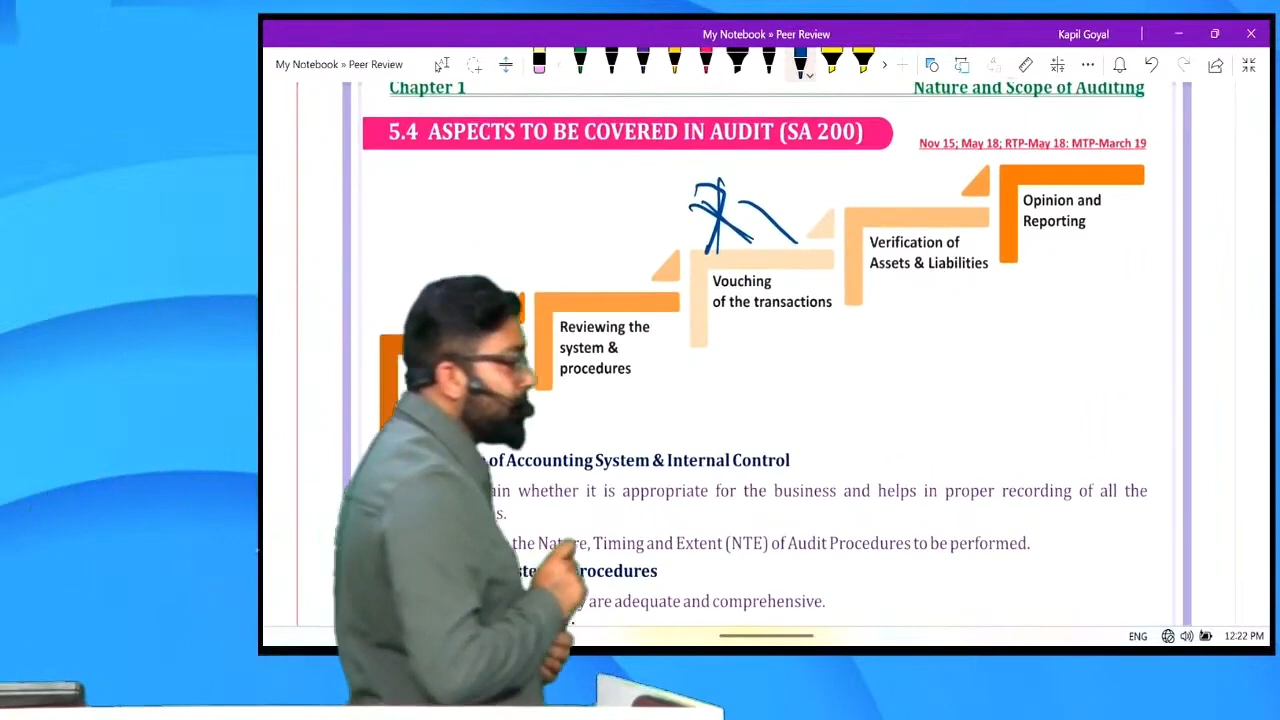 My Notebook » Peer Review
Kapil Goyal
My Notebook » Peer Review
Chapter 1
Nature and Scope of Auditing
5.4 ASPECTS TO BE COVERED IN AUDIT (SA 200)
Nov 15; May 18; RTP-May 18: MTP-March 19
Opinion and
Reporting
Verification of
Assets & Liabilities
Vouching
of the transactions
Reviewing the
system &
procedures
of Accounting System & Internal Control
whether it is appropriate for the business and helps in proper recording of all the
the Nature, Timing and Extent (NTE) of Audit Procedures to be performed.
procedures
are adequate and comprehensive.
ENG
12:22 PM